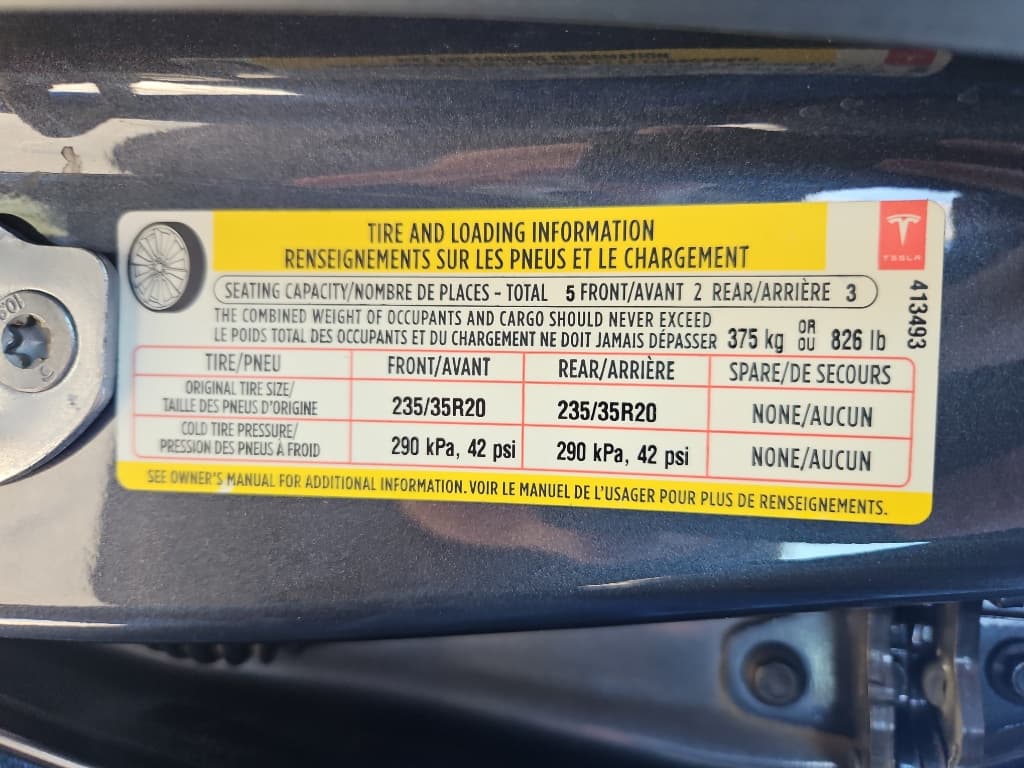 TIRE AND LOADING INFORMATION
RENSEIGNEMENTS SUR LES PNEUS ET LE CHARGEMENT
TESLA
SEATING CAPACITY/NOMBRE DE PLACES - TOTAL 5 FRONT/AVANT 2 REAR/ARRIÈRE 3
THE COMBINED WEIGHT OF OCCUPANTS AND CARGO SHOULD NEVER EXCEED
LE POIDS TOTAL DES OCCUPANTS ET DU CHARGEMENT NE DOIT JAMAIS DÉPASSER 375 kg OR OU 826 lb
413493
TIRE/PNEU FRONT/AVANT REAR/ARRIÈRE SPARE/DE SECOURS
ORIGINAL TIRE SIZE/
TAILLE DES PNEUS D'ORIGINE 235/35R20 235/35R20 NONE/AUCUN
COLD TIRE PRESSURE/
PRESSION DES PNEUS À FROID 290 kPa, 42 psi 290 kPa, 42 psi NONE/AUCUN
SEE OWNER'S MANUAL FOR ADDITIONAL INFORMATION. VOIR LE MANUEL DE L'USAGER POUR PLUS DE RENSEIGNEMENTS.